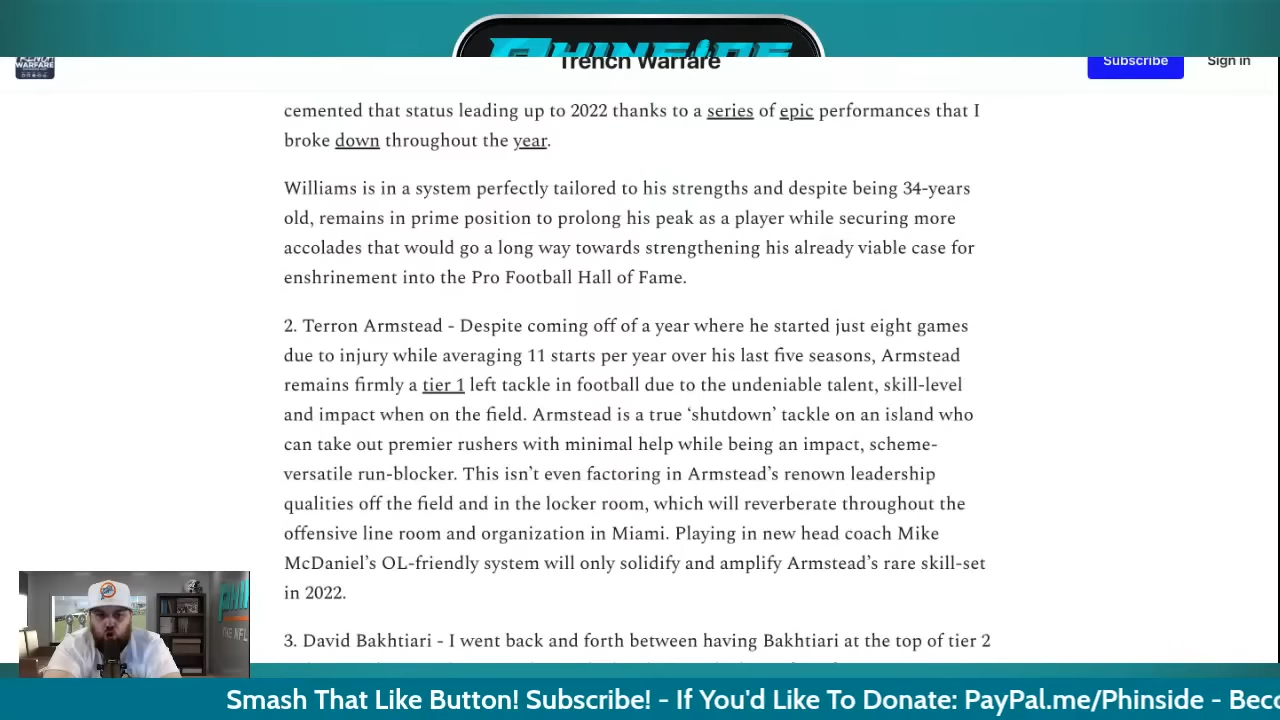 PHINSIDE
TRENCH
WARFARE
Trench Warfare
Subscribe
Sign in
cemented that status leading up to 2022 thanks to a series of epic performances that I
broke down throughout the year.
Williams is in a system perfectly tailored to his strengths and despite being 34-years
old, remains in prime position to prolong his peak as a player while securing more
accolades that would go a long way towards strengthening his already viable case for
enshrinement into the Pro Football Hall of Fame.
2. Terron Armstead - Despite coming off of a year where he started just eight games
due to injury while averaging 11 starts per year over his last five seasons, Armstead
remains firmly a tier 1 left tackle in football due to the undeniable talent, skill-level
and impact when on the field. Armstead is a true ‘shutdown’ tackle on an island who
can take out premier rushers with minimal help while being an impact, scheme-
versatile run-blocker. This isn’t even factoring in Armstead’s renown leadership
qualities off the field and in the locker room, which will reverberate throughout the
offensive line room and organization in Miami. Playing in new head coach Mike
McDaniel’s OL-friendly system will only solidify and amplify Armstead’s rare skill-set
in 2022.
3. David Bakhtiari - I went back and forth between having Bakhtiari at the top of tier 2
PHIN
THE NFL
Smash That Like Button! Subscribe! - If You'd Like To Donate: PayPal.me/Phinside - Beco